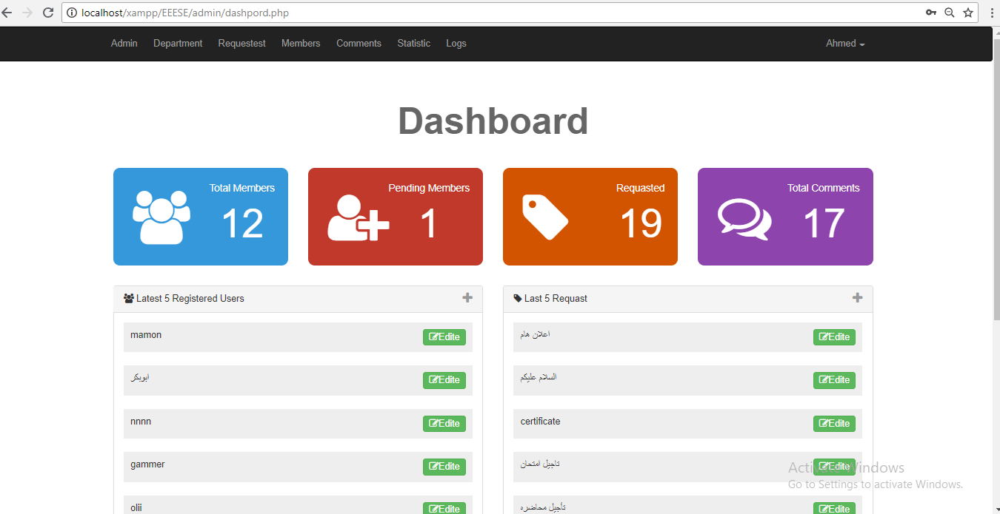 localhost/xampp/EEESE/admin/dashpord.php
Admin Department Requestest Members Comments Statistic Logs Ahmed
Dashboard
Total Members
12
Pending Members
1
Requasted
19
Total Comments
17
Latest 5 Registered Users
mamon Edite
ابوبكر Edite
nnnn Edite
gammer Edite
olii Edite
Last 5 Requast
اعلان هام Edite
السلام عليكم Edite
certificate Edite
تاجيل امتحان Edite
تأجيل محاضره Edite
Activate Windows
Go to Settings to activate Windows.